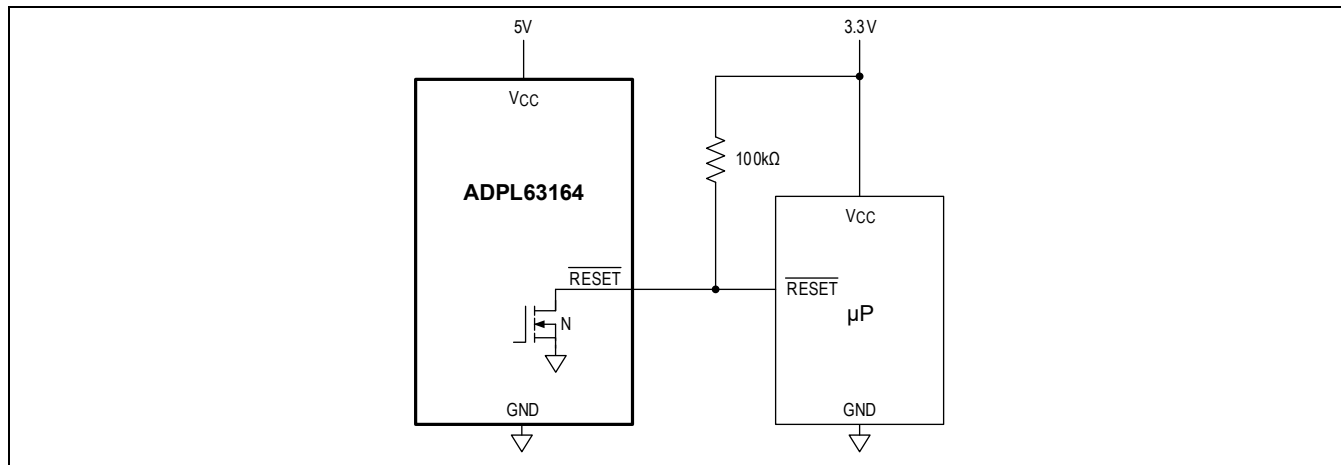 5V
3.3V
VCC
100kΩ
ADPL63164
VCC
RESET
RESET
N
µP
GND
GND